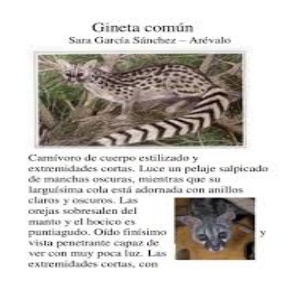 Gineta común
Sara García Sánchez – Arévalo
Carnívoro de cuerpo estilizado y
extremidades cortas. Luce un pelaje salpicado
de manchas oscuras, mientras que su
larguísima cola está adornada con anillos
claros y oscuros. Las
orejas sobresalen del
manto y el hocico es
puntiagudo. Oído finísimo y
vista penetrante capaz de
ver con muy poca luz. Las
extremidades cortas, con